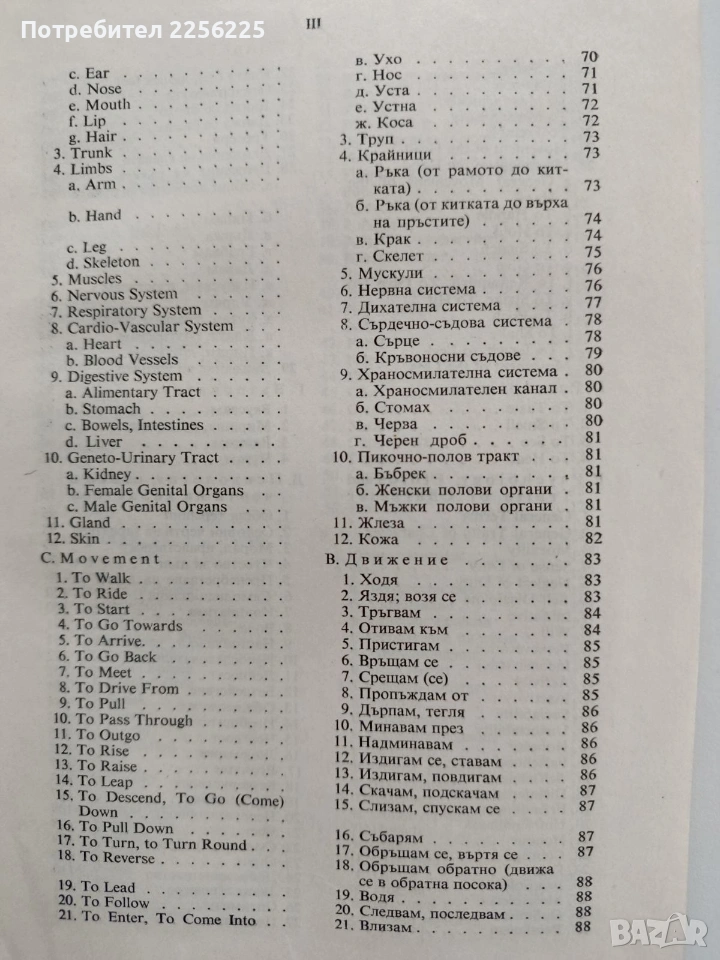 Потребител 2256225
III
c. Ear . . . . . . . . . .
d. Nose . . . . . . . . .
e. Mouth . . . . . . . . .
f. Lip . . . . . . . . . .
g. Hair . . . . . . . . . .
3. Trunk . . . . . . . . . .
4. Limbs . . . . . . . . . .
a. Arm . . . . . . . . . .
b. Hand . . . . . . . . .
c. Leg . . . . . . . . . .
d. Skeleton . . . . . . . .
5. Muscles . . . . . . . . .
6. Nervous System . . . . .
7. Respiratory System . . . .
8. Cardio-Vascular System . . .
a. Heart . . . . . . . . .
b. Blood Vessels . . . . . .
9. Digestive System . . . . . .
a. Alimentary Tract . . . .
b. Stomach . . . . . . . .
c. Bowels, Intestines . . . .
d. Liver . . . . . . . . .
10. Geneto-Urinary Tract . . . .
a. Kidney . . . . . . . . .
b. Female Genital Organs . .
c. Male Genital Organs . . .
11. Gland . . . . . . . . . .
12. Skin . . . . . . . . . . .
C. Movement . . . . . . . .
1. To Walk . . . . . . . . .
2. To Ride . . . . . . . . .
3. To Start . . . . . . . . .
4. To Go Towards . . . . . .
5. To Arrive. . . . . . . . .
6. To Go Back . . . . . . .
7. To Meet . . . . . . . . .
8. To Drive From . . . . . .
9. To Pull . . . . . . . . .
10. To Pass Through . . . . .
11. To Outgo . . . . . . . .
12. To Rise . . . . . . . . .
13. To Raise . . . . . . . . .
14. To Leap . . . . . . . . .
15. To Descend, To Go (Come)
Down . . . . . . . . . .
16. To Pull Down . . . . . .
17. To Turn, to Turn Round . . .
18. To Reverse . . . . . . . .
19. To Lead . . . . . . . . .
20. To Follow . . . . . . . .
21. To Enter, To Come Into . .
в. Ухо . . . . . . . . . 70
г. Нос . . . . . . . . . 71
д. Уста . . . . . . . . . 71
е. Устна . . . . . . . . 72
ж. Коса . . . . . . . . . 72
3. Труп . . . . . . . . . . 73
4. Крайници . . . . . . . . 73
а. Ръка (от рамото до кит-
ката) . . . . . . . . . 73
б. Ръка (от китката до върха
на пръстите) . . . . . . 74
в. Крак . . . . . . . . . 74
г. Скелет . . . . . . . . 75
5. Мускули . . . . . . . . 76
6. Нервна система . . . . . 76
7. Дихателна система . . . . 77
8. Сърдечно-съдова система . 78
а. Сърце . . . . . . . . 78
б. Кръвоносни съдове . . . 79
9. Храносмилателна система . 80
а. Храносмилателен канал . 80
б. Стомах . . . . . . . . 80
в. Черва . . . . . . . . 80
г. Черен дроб . . . . . . 81
10. Пикочно-полов тракт . . . 81
а. Бъбрек . . . . . . . . 81
б. Женски полови органи . 81
в. Мъжки полови органи . 81
11. Жлеза . . . . . . . . . 81
12. Кожа . . . . . . . . . . 82
В. Движение . . . . . . . . 83
1. Ходя . . . . . . . . . . 83
2. Яздя; возя се . . . . . . 83
3. Тръгвам . . . . . . . . 84
4. Отивам към . . . . . . . 84
5. Пристигам . . . . . . . 85
6. Връщам се . . . . . . . 85
7. Срещам (се) . . . . . . . 85
8. Пропъждам от . . . . . . 85
9. Дърпам, тегля . . . . . . 86
10. Минавам през . . . . . . 86
11. Надминавам . . . . . . . 86
12. Издигам се, ставам . . . . 86
13. Издигам, повдигам . . . . 86
14. Скачам, подскачам . . . . 87
15. Слизам, спускам се . . . . 87
16. Събарям . . . . . . . . 87
17. Обръщам се, въртя се . . . 87
18. Обръщам обратно (движа
се в обратна посока) . . . 88
19. Водя . . . . . . . . . . 88
20. Следвам, последвам . . . . 88
21. Влизам . . . . . . . . . 88
BAZAR